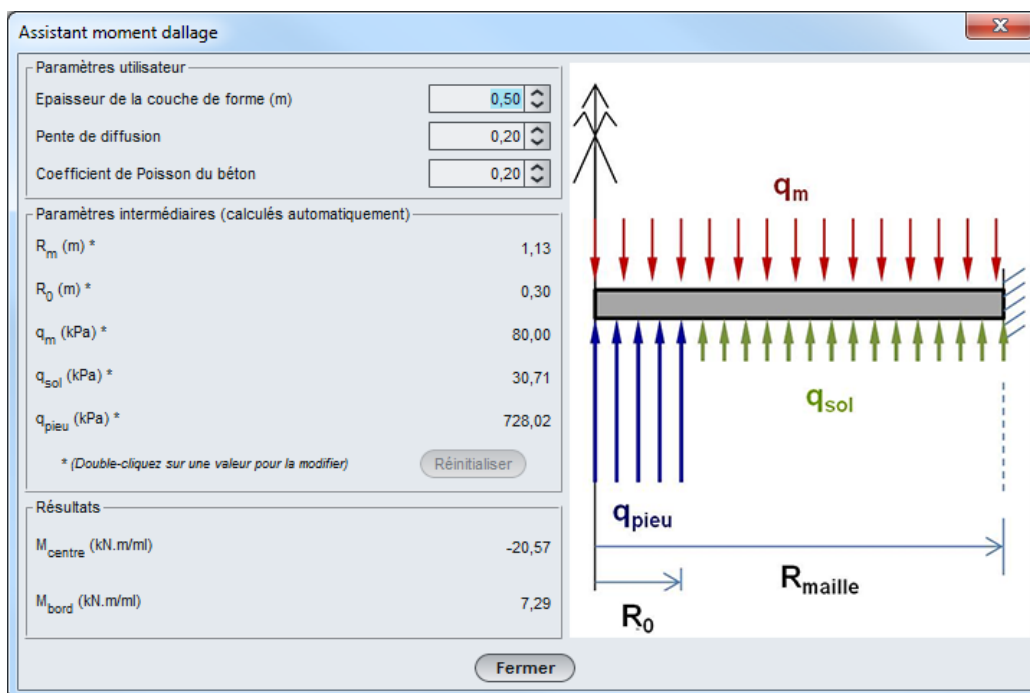 Assistant moment dallage
Paramètres utilisateur
Epaisseur de la couche de forme (m) 0,50
Pente de diffusion 0,20
Coefficient de Poisson du béton 0,20
Paramètres intermédiaires (calculés automatiquement)
Rm (m) * 1,13
R0 (m) * 0,30
qm (kPa) * 80,00
qsol (kPa) * 30,71
qpieu (kPa) * 728,02
* (Double-cliquez sur une valeur pour la modifier) Réinitialiser
Résultats
Mcentre (kN.m/ml) -20,57
Mbord (kN.m/ml) 7,29
qm
qsol
qpieu
Rmaille
R0
Fermer